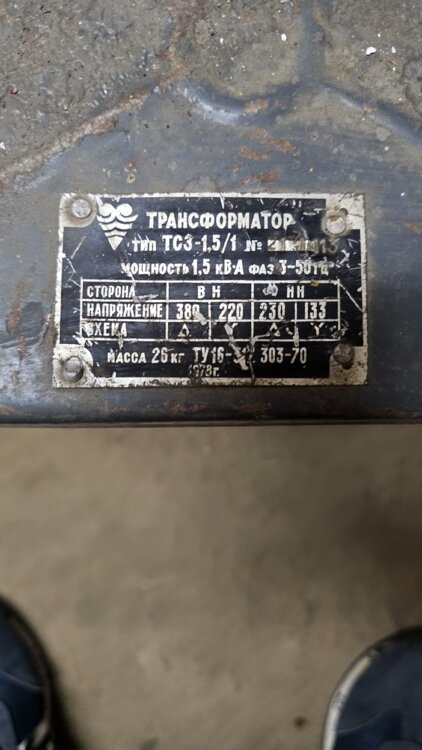 ТРАНСФОРМАТОР
тип ТСЗ-1,5/1 №
мощность 1,5 кВ·А фаз 3~50гц
СТОРОНА ВН НН
НАПРЯЖЕНИЕ 380 220 230 133
СХЕМА △ Y △ Y
МАССА 26 кг ТУ16- 303-70
1978г.